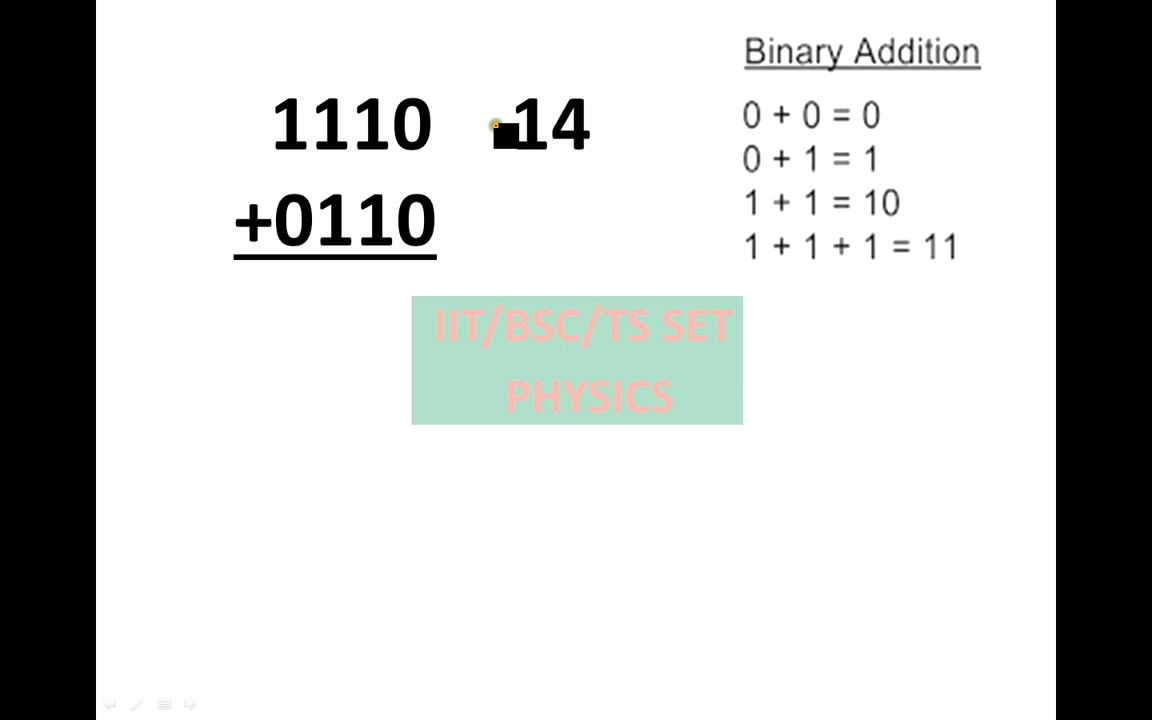 1110 14
+0110
Binary Addition
0 + 0 = 0
0 + 1 = 1
1 + 1 = 10
1 + 1 + 1 = 11
IIT/BSC/TS SET
PHYSICS